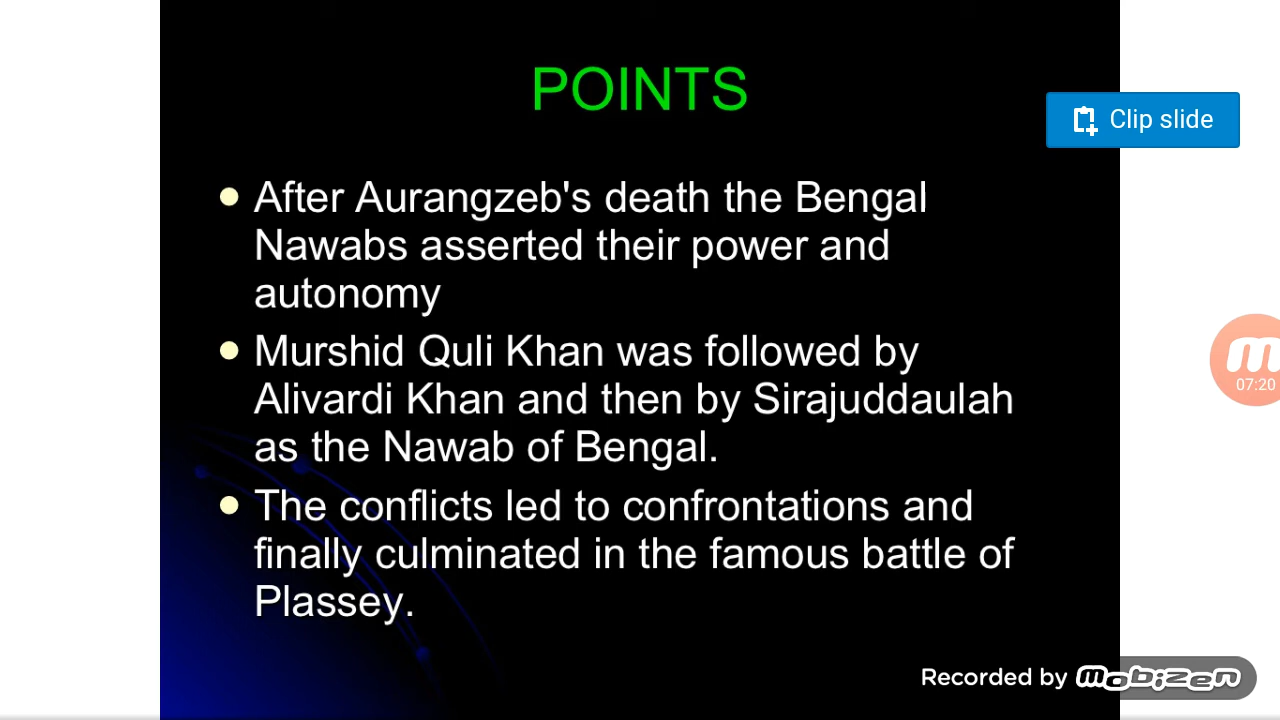 POINTS
Clip slide
After Aurangzeb's death the Bengal
Nawabs asserted their power and
autonomy
Murshid Quli Khan was followed by
Alivardi Khan and then by Sirajuddaulah
as the Nawab of Bengal.
The conflicts led to confrontations and
finally culminated in the famous battle of
Plassey.
07:20
Recorded by mobizen